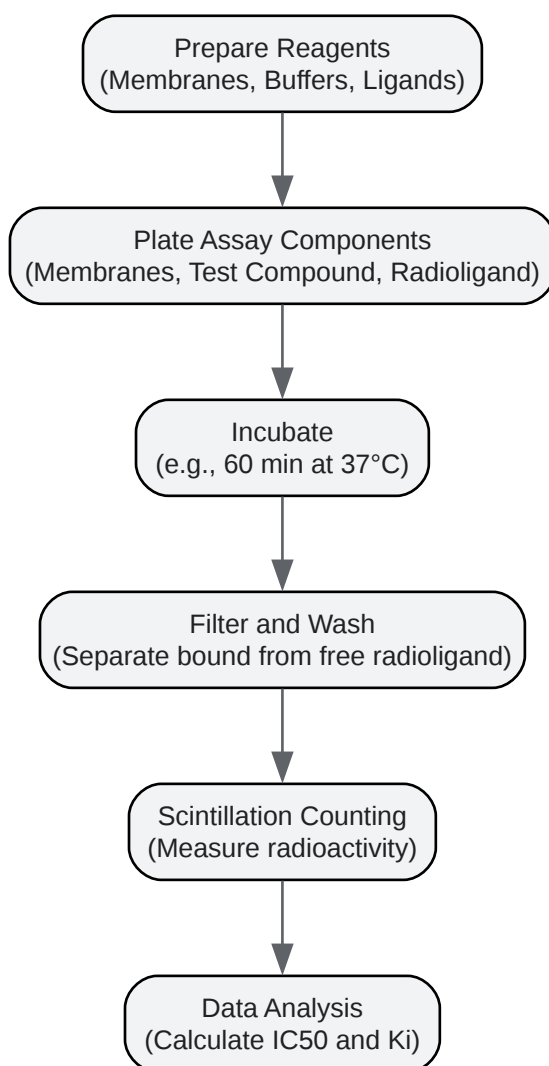 Prepare Reagents
(Membranes, Buffers, Ligands)
Plate Assay Components
(Membranes, Test Compound, Radioligand)
Incubate
(e.g., 60 min at 37°C)
Filter and Wash
(Separate bound from free radioligand)
Scintillation Counting
(Measure radioactivity)
Data Analysis
(Calculate IC50 and Ki)